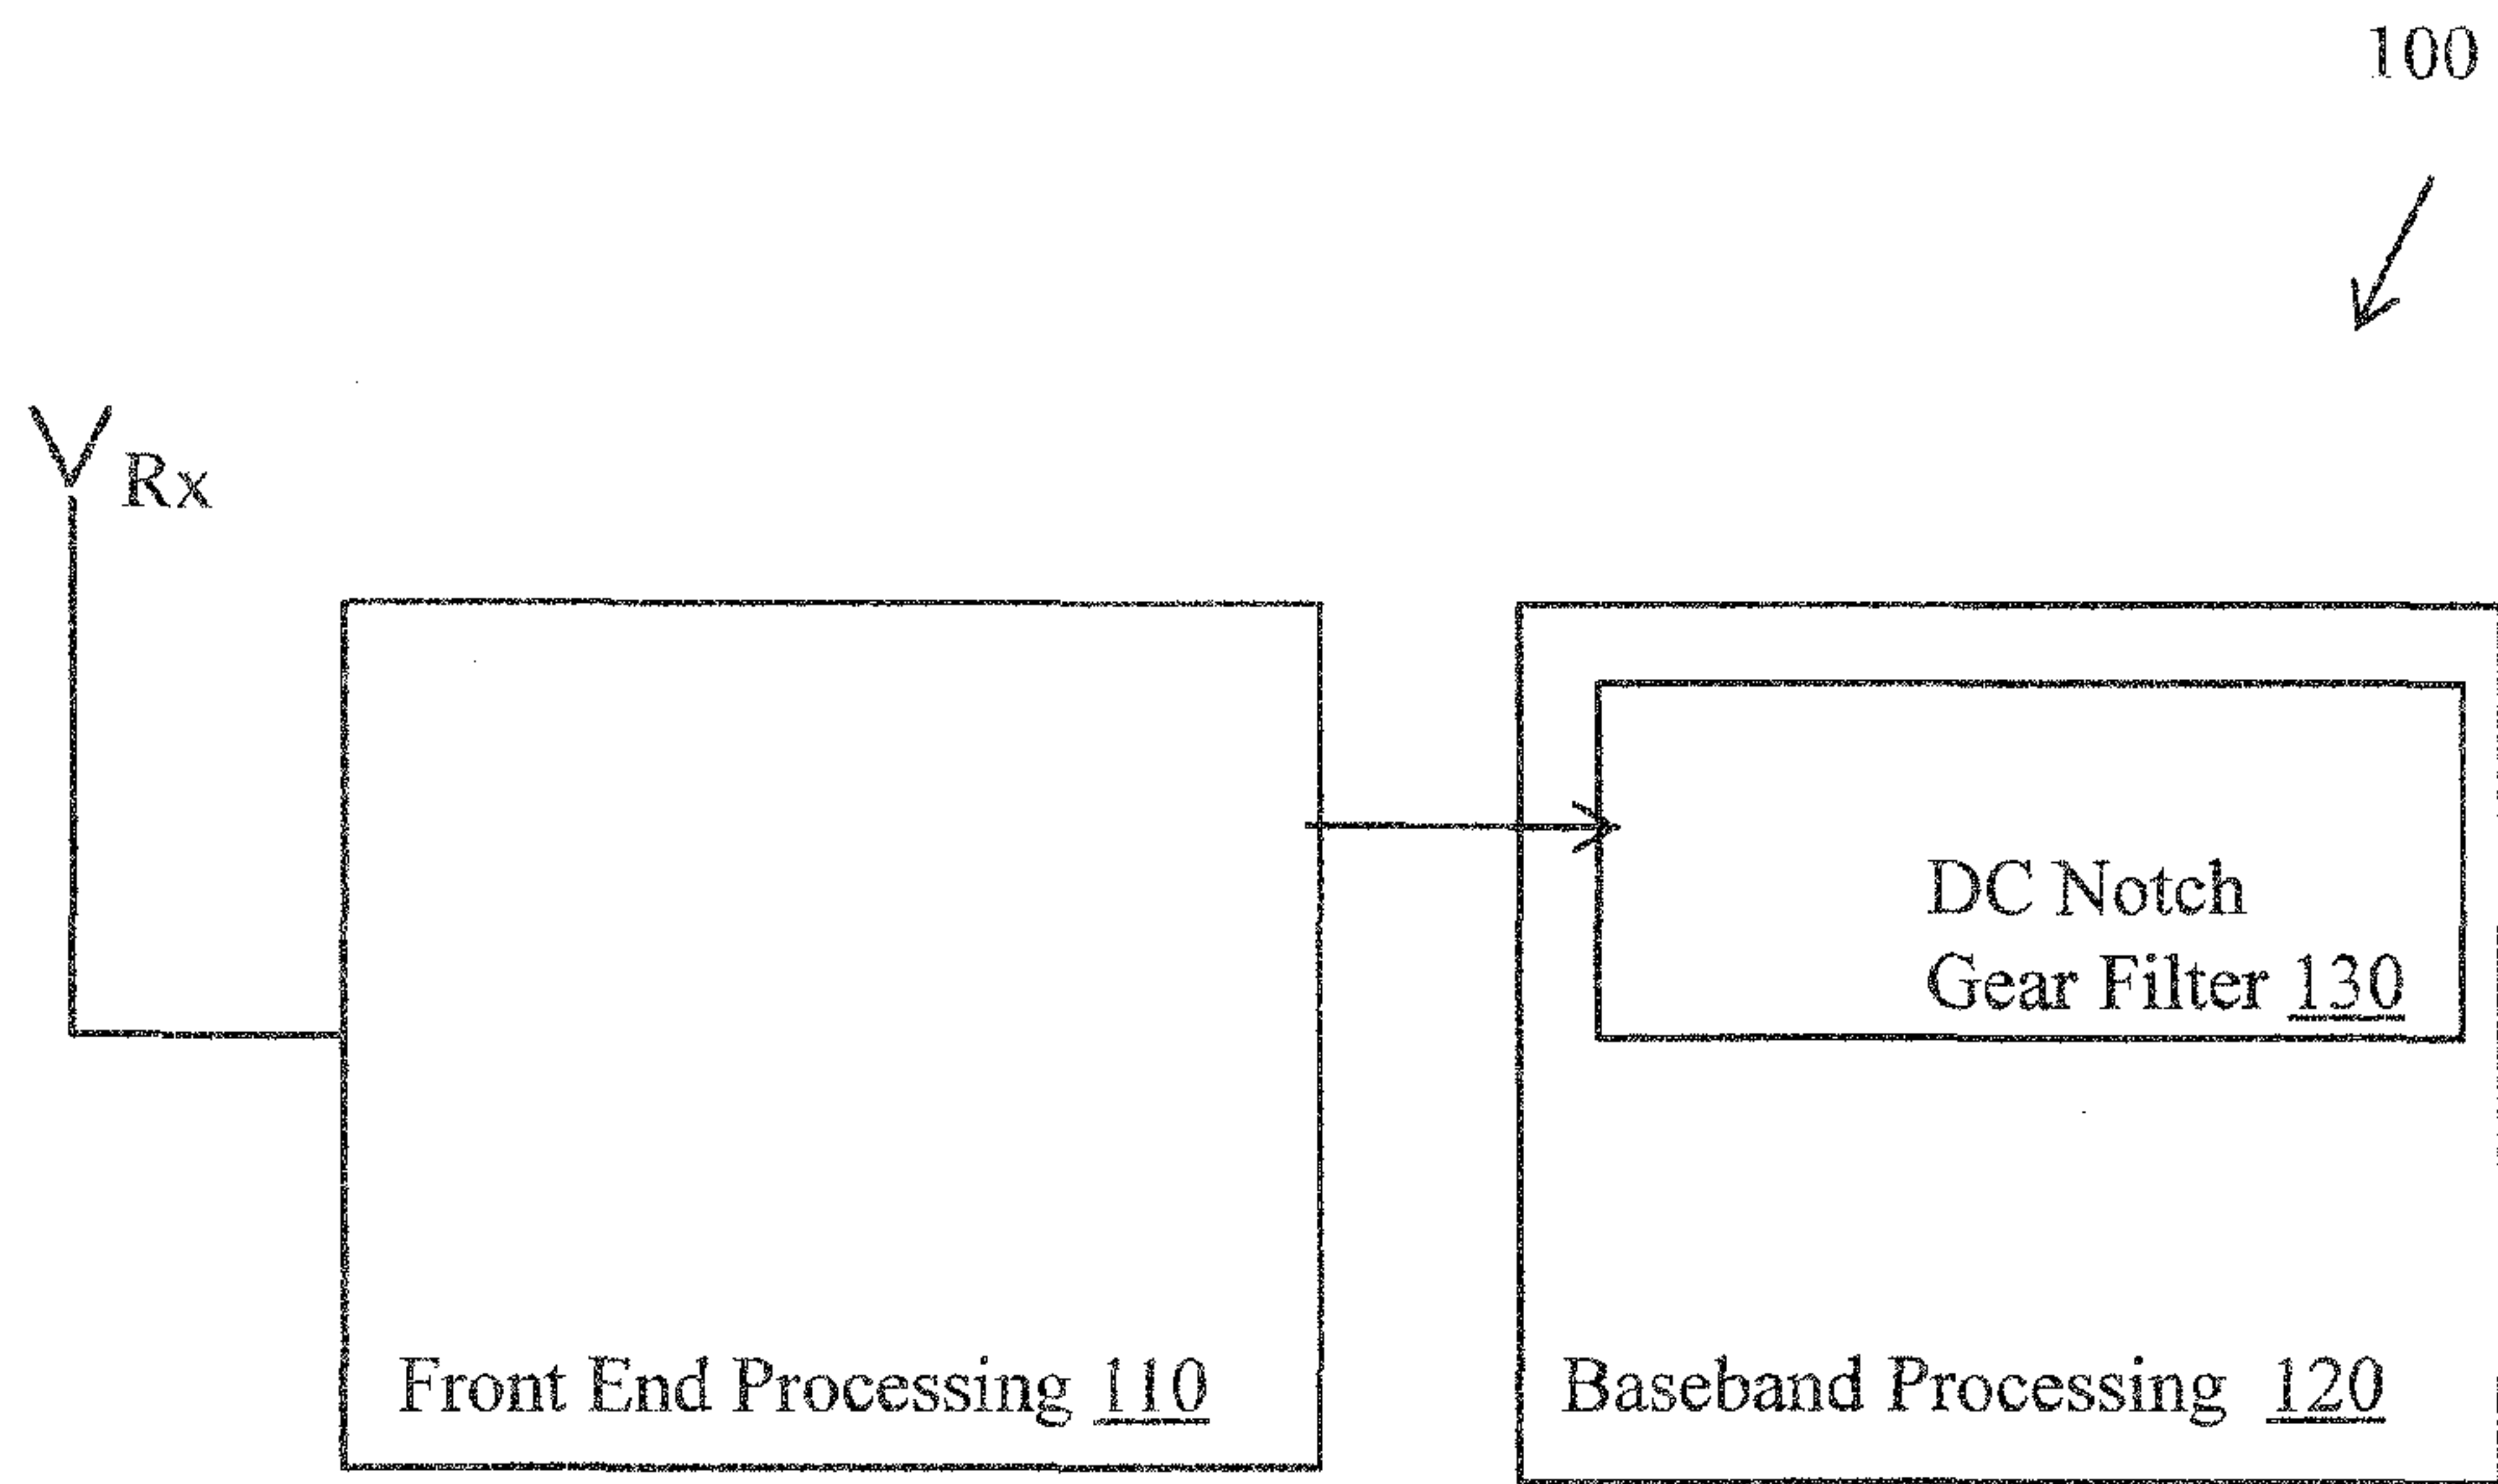 100
Rx
DC Notch
Gear Filter 130
Front End Processing 110
Baseband Processing 120